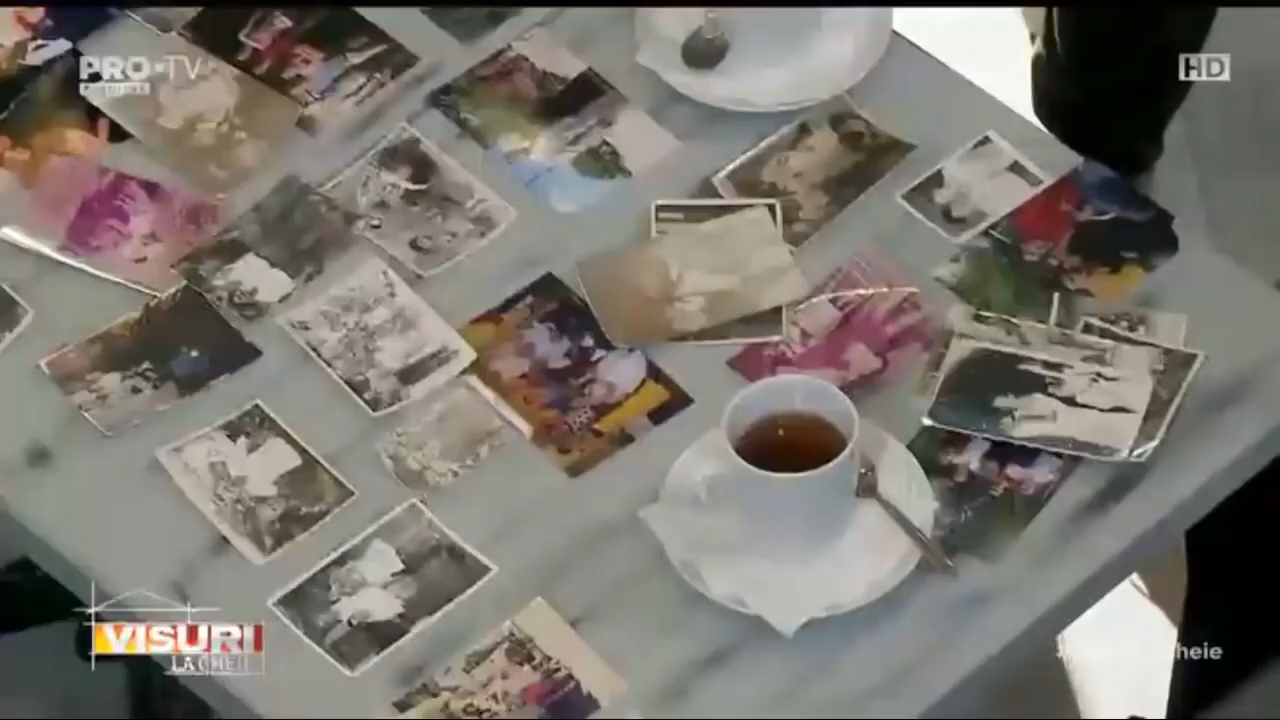 PRO•TV
HD
VISURI
LA CHEIE
heie